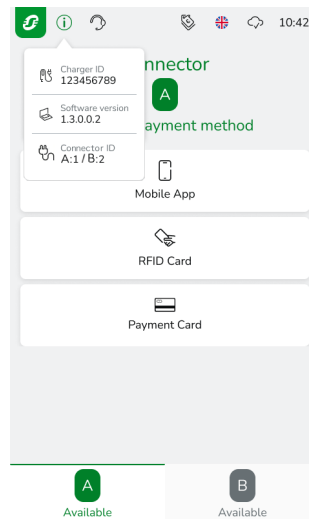 10:42
Charger ID
123456789
Software version
1.3.0.0.2
Connector ID
A:1 / B:2
nnector
A
ayment method
Mobile App
RFID Card
Payment Card
A
Available
B
Available